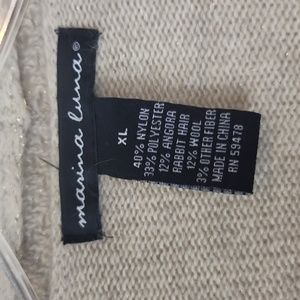 marina luna®
XL
40% NYLON
33% POLYESTER
12% ANGORA
RABBIT HAIR
12% WOOL
3% OTHER FIBER
MADE IN CHINA
RN 59478